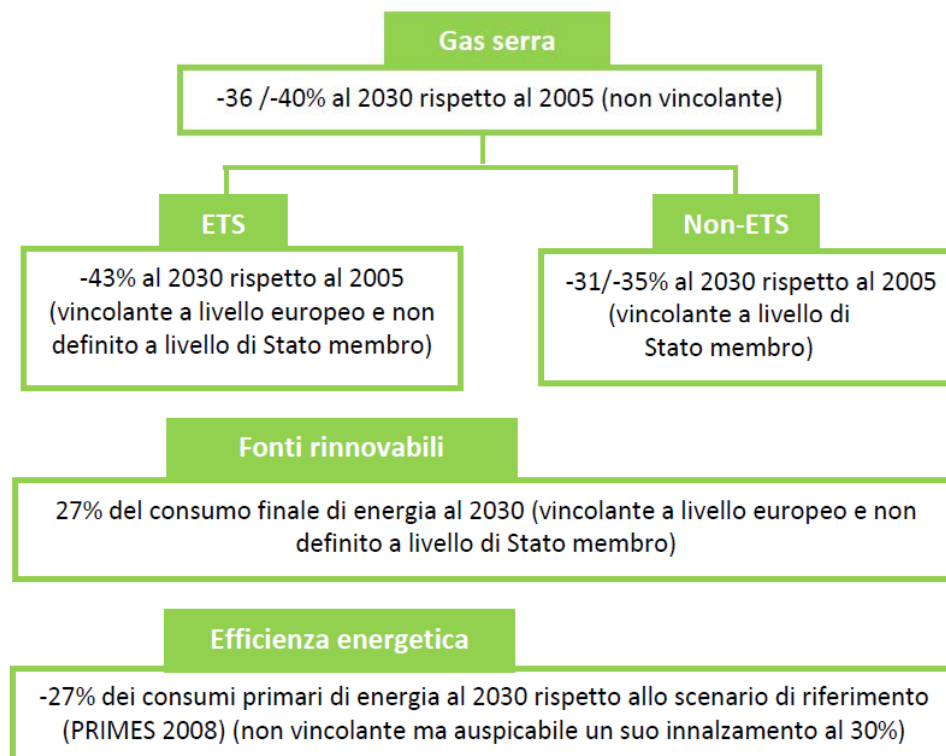 Gas serra
-36 /-40% al 2030 rispetto al 2005 (non vincolante)
ETS
-43% al 2030 rispetto al 2005
(vincolante a livello europeo e non
definito a livello di Stato membro)
Non-ETS
-31/-35% al 2030 rispetto al 2005
(vincolante a livello di
Stato membro)
Fonti rinnovabili
27% del consumo finale di energia al 2030 (vincolante a livello europeo e non
definito a livello di Stato membro)
Efficienza energetica
-27% dei consumi primari di energia al 2030 rispetto allo scenario di riferimento
(PRIMES 2008) (non vincolante ma auspicabile un suo innalzamento al 30%)